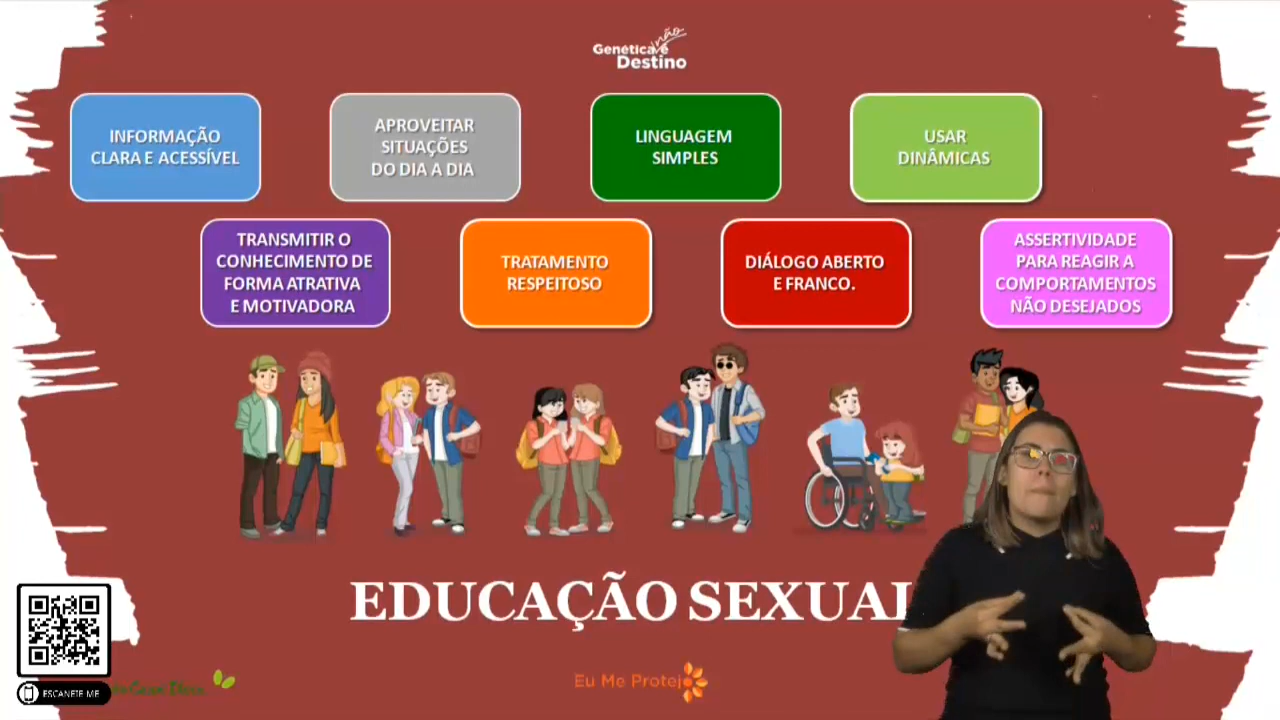 não
Genética é
Destino
INFORMAÇÃO
CLARA E ACESSÍVEL
APROVEITAR
SITUAÇÕES
DO DIA A DIA
LINGUAGEM
SIMPLES
USAR
DINÂMICAS
TRANSMITIR O
CONHECIMENTO DE
FORMA ATRATIVA
E MOTIVADORA
TRATAMENTO
RESPEITOSO
DIÁLOGO ABERTO
E FRANCO.
ASSERTIVIDADE
PARA REAGIR A
COMPORTAMENTOS
NÃO DESEJADOS
EDUCAÇÃO SEXUAL
ESCANEIE ME
Eu Me Protejo